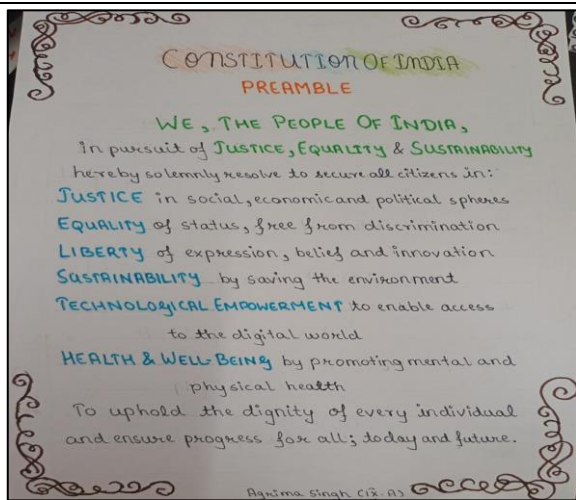 CONSTITUTION OF INDIA
PREAMBLE
WE, THE PEOPLE OF INDIA,
in pursuit of JUSTICE, EQUALITY & SUSTAINABILITY
hereby solemnly resolve to secure all citizens in:
JUSTICE in social, economic and political spheres
EQUALITY of status, free from discrimination
LIBERTY of expression, belief and innovation
SUSTAINABILITY by saving the environment
TECHNOLOGICAL EMPOWERMENT to enable access
to the digital world
HEALTH & WELL-BEING by promoting mental and
physical health
To uphold the dignity of every individual
and ensure progress for all; today and future.
Agrima Singh (IX-A)